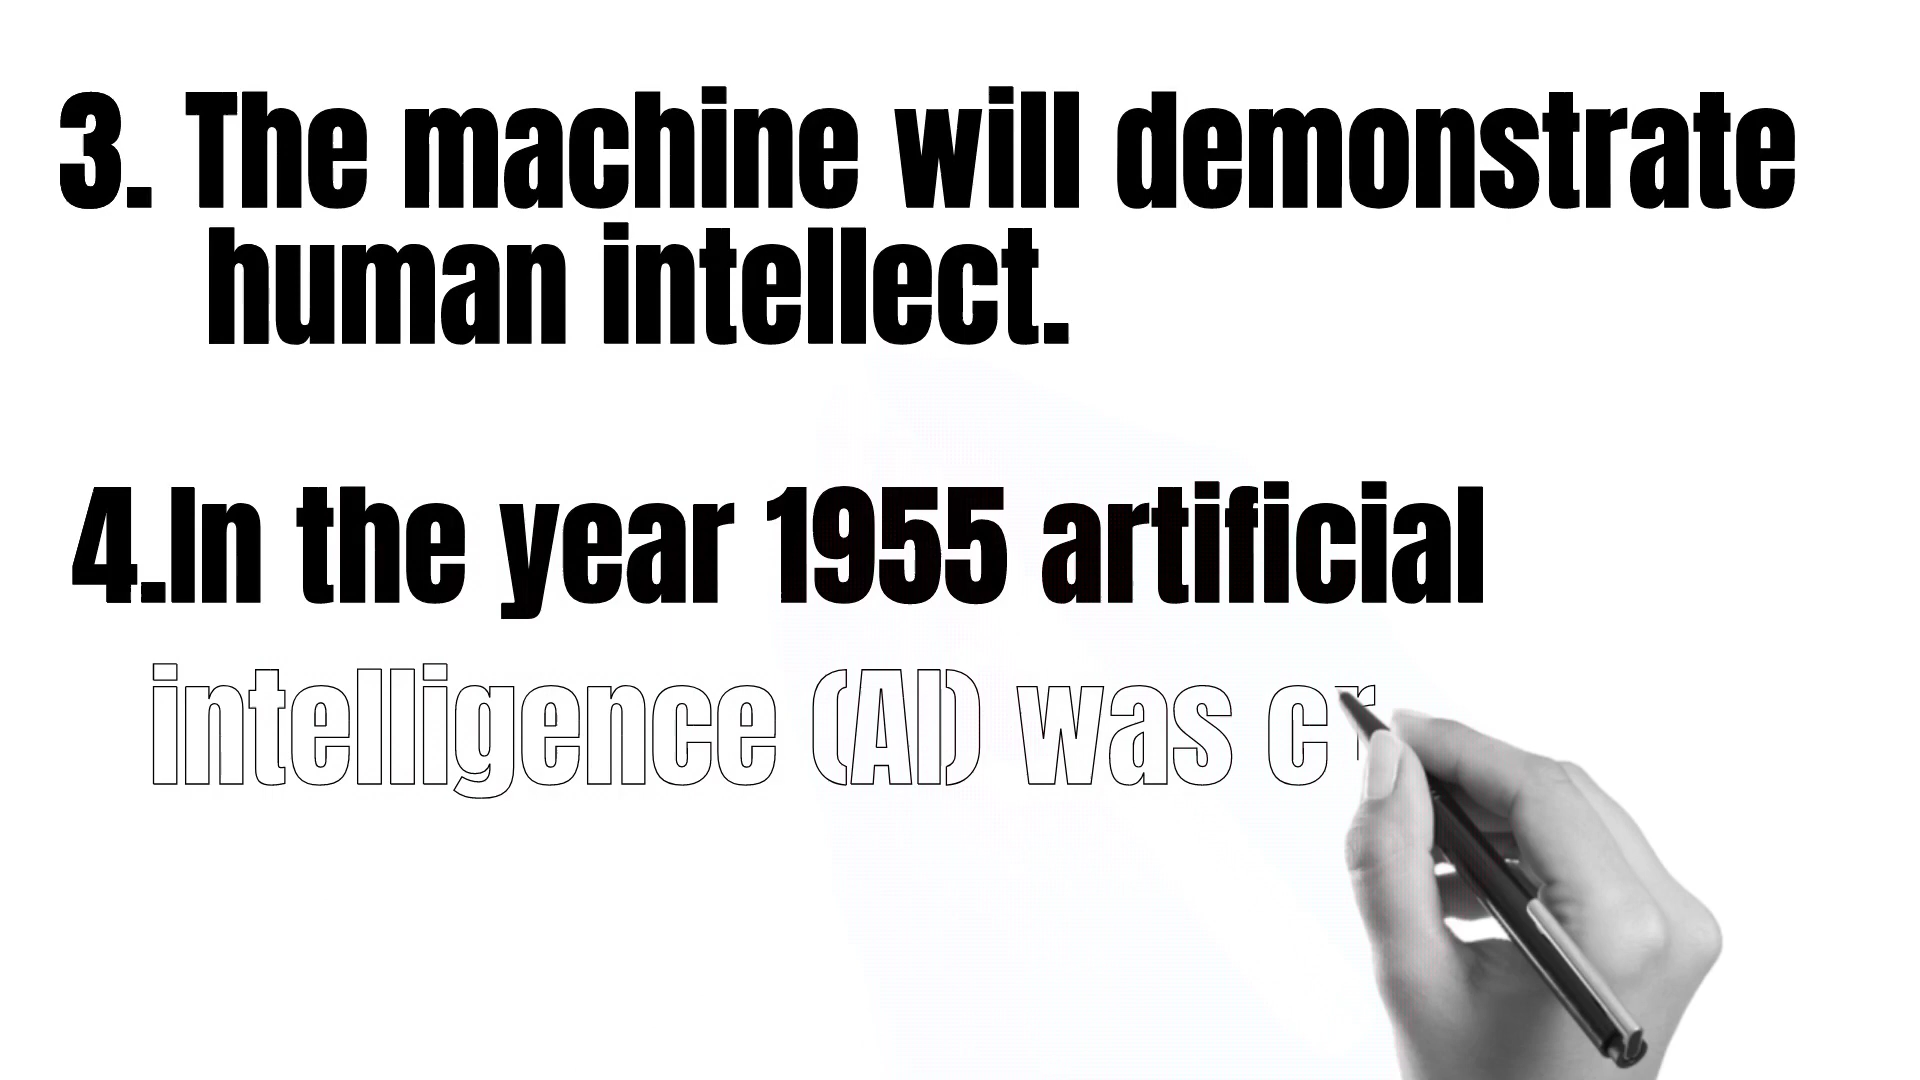 3. The machine will demonstrate
human intellect.
4.In the year 1955 artificial
intelligence (AI) was cr